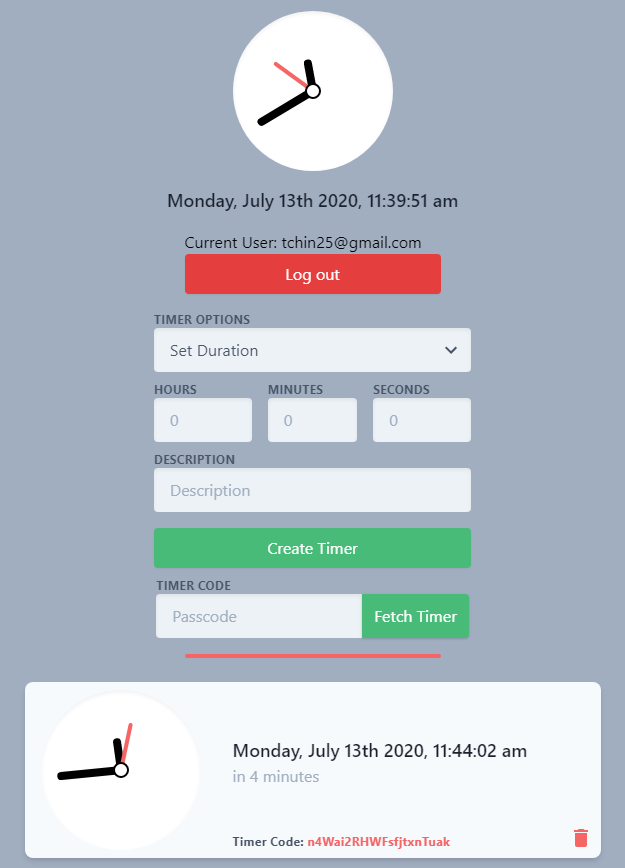 Monday, July 13th 2020, 11:39:51 am
Current User: tchin25@gmail.com
Log out
TIMER OPTIONS
Set Duration
HOURS MINUTES SECONDS
0 0 0
DESCRIPTION
Description
Create Timer
TIMER CODE
Passcode Fetch Timer
Monday, July 13th 2020, 11:44:02 am
in 4 minutes
Timer Code: n4Wai2RHWFsfjtxnTuak